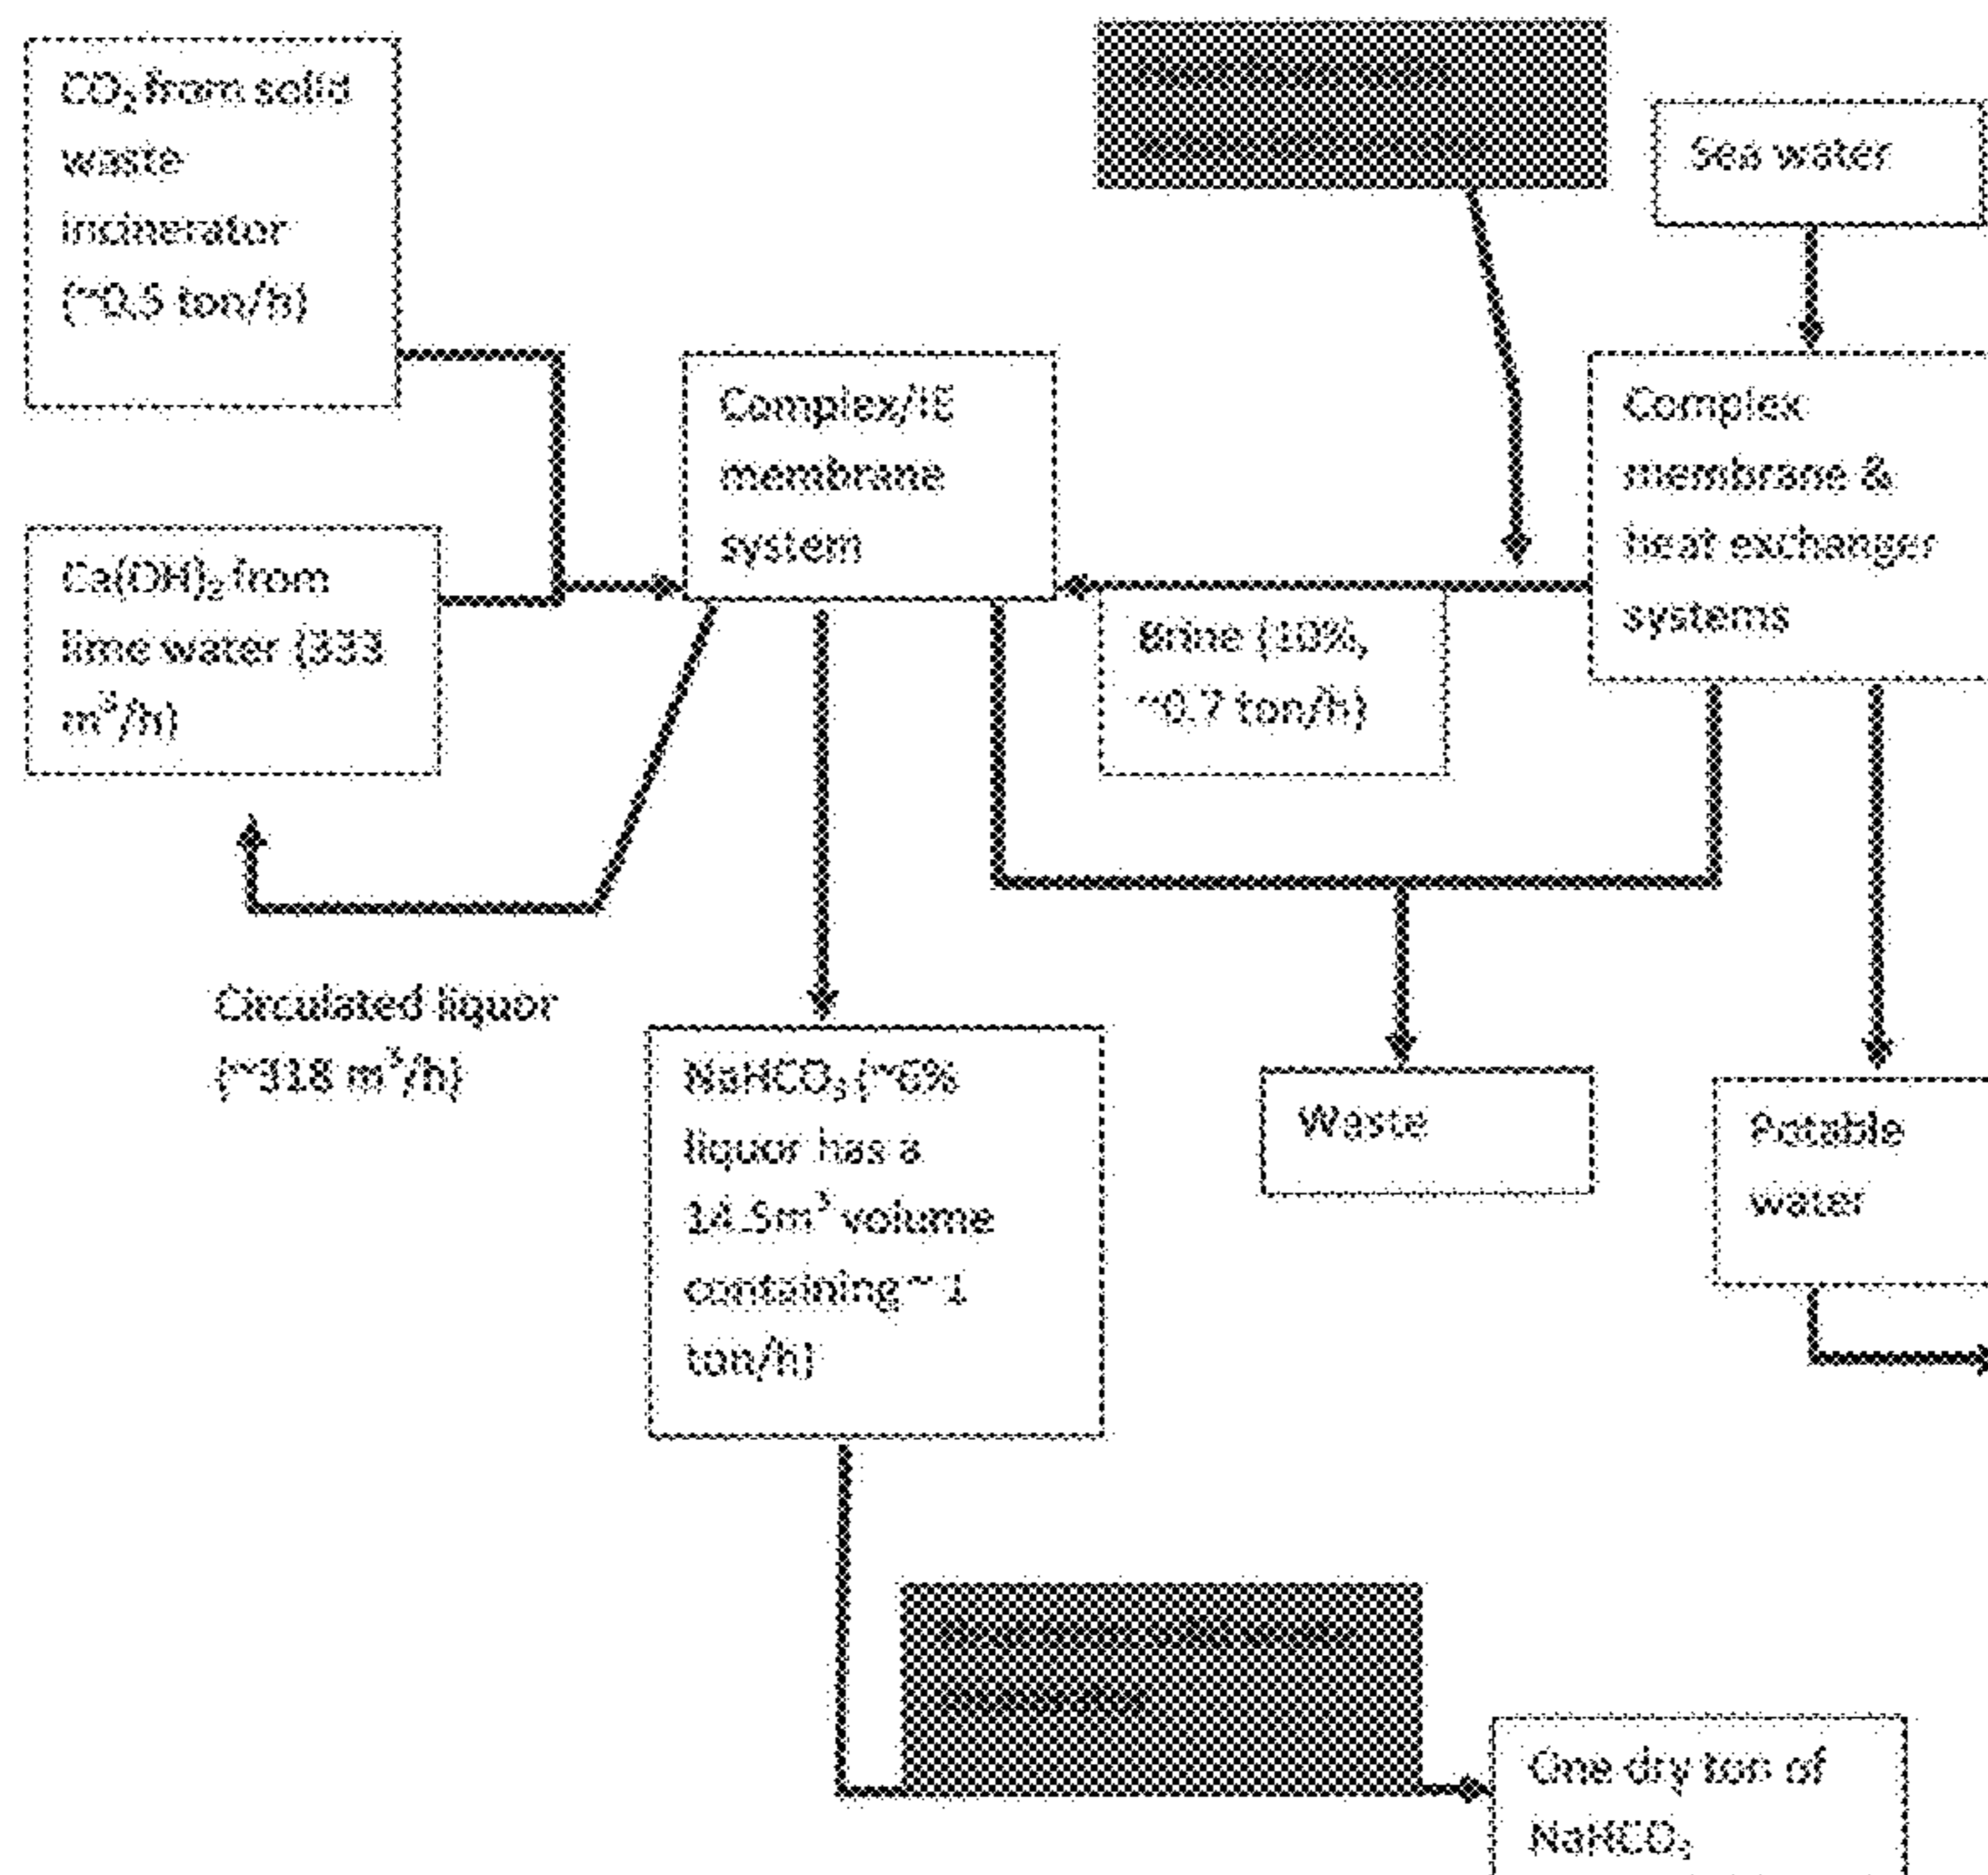 CO₂ from solid
waste
incinerator
(~0.5 ton/h)
Sea water
Complex/IE
membrane
system
Complex
membrane &
heat exchanger
systems
Ca(OH)₂ from
lime water (333
m³/h)
Brine (10%,
~0.7 ton/h)
Circulated liquor
(~318 m³/h)
NaHCO₃ (~6%
liquor has a
14.5m³ volume
containing ~ 1
ton/h)
Waste
Potable
water
One dry ton of
NaHCO₃